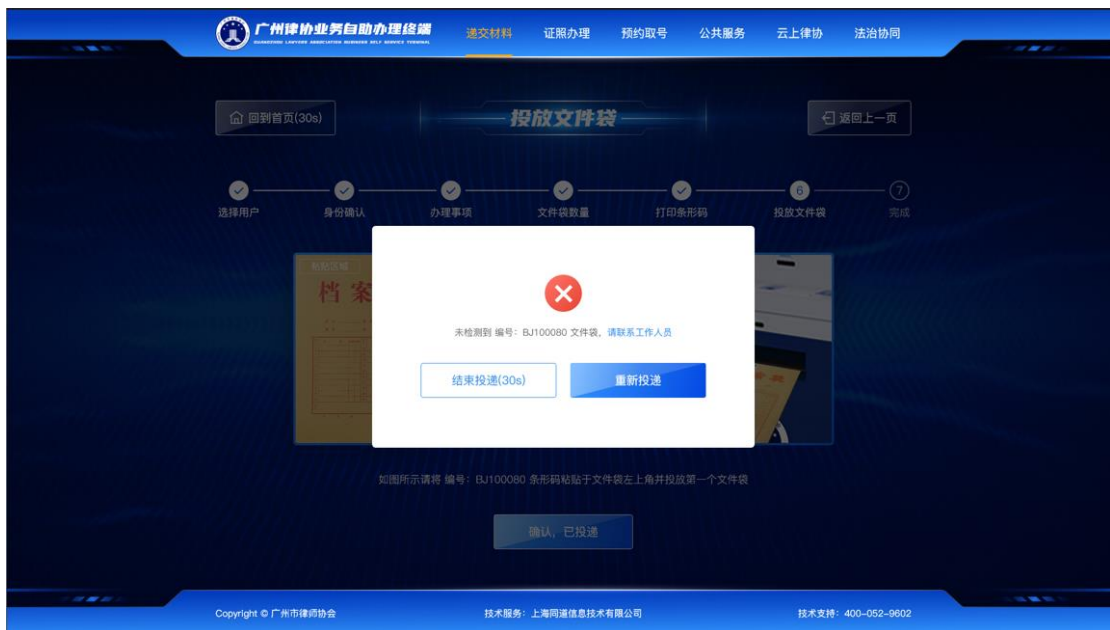 广州律协业务自助办理终端
GUANGZHOU LAWYERS ASSOCIATION BUSINESS SELF SERVICE TERMINAL
递交材料 证照办理 预约取号 公共服务 云上律协 法治协同
回到首页(30s)
投放文件袋
返回上一页
6 7
选择用户 身份确认 办理事项 文件袋数量 打印条形码 投放文件袋 完成
粘贴区域
档案
未检测到 编号：BJ100080 文件袋，请联系工作人员
结束投递(30s) 重新投递
如图所示请将 编号：BJ100080 条形码粘贴于文件袋左上角并投放第一个文件袋
确认，已投递
Copyright © 广州市律师协会 技术服务：上海同道信息技术有限公司 技术支持：400-052-9602